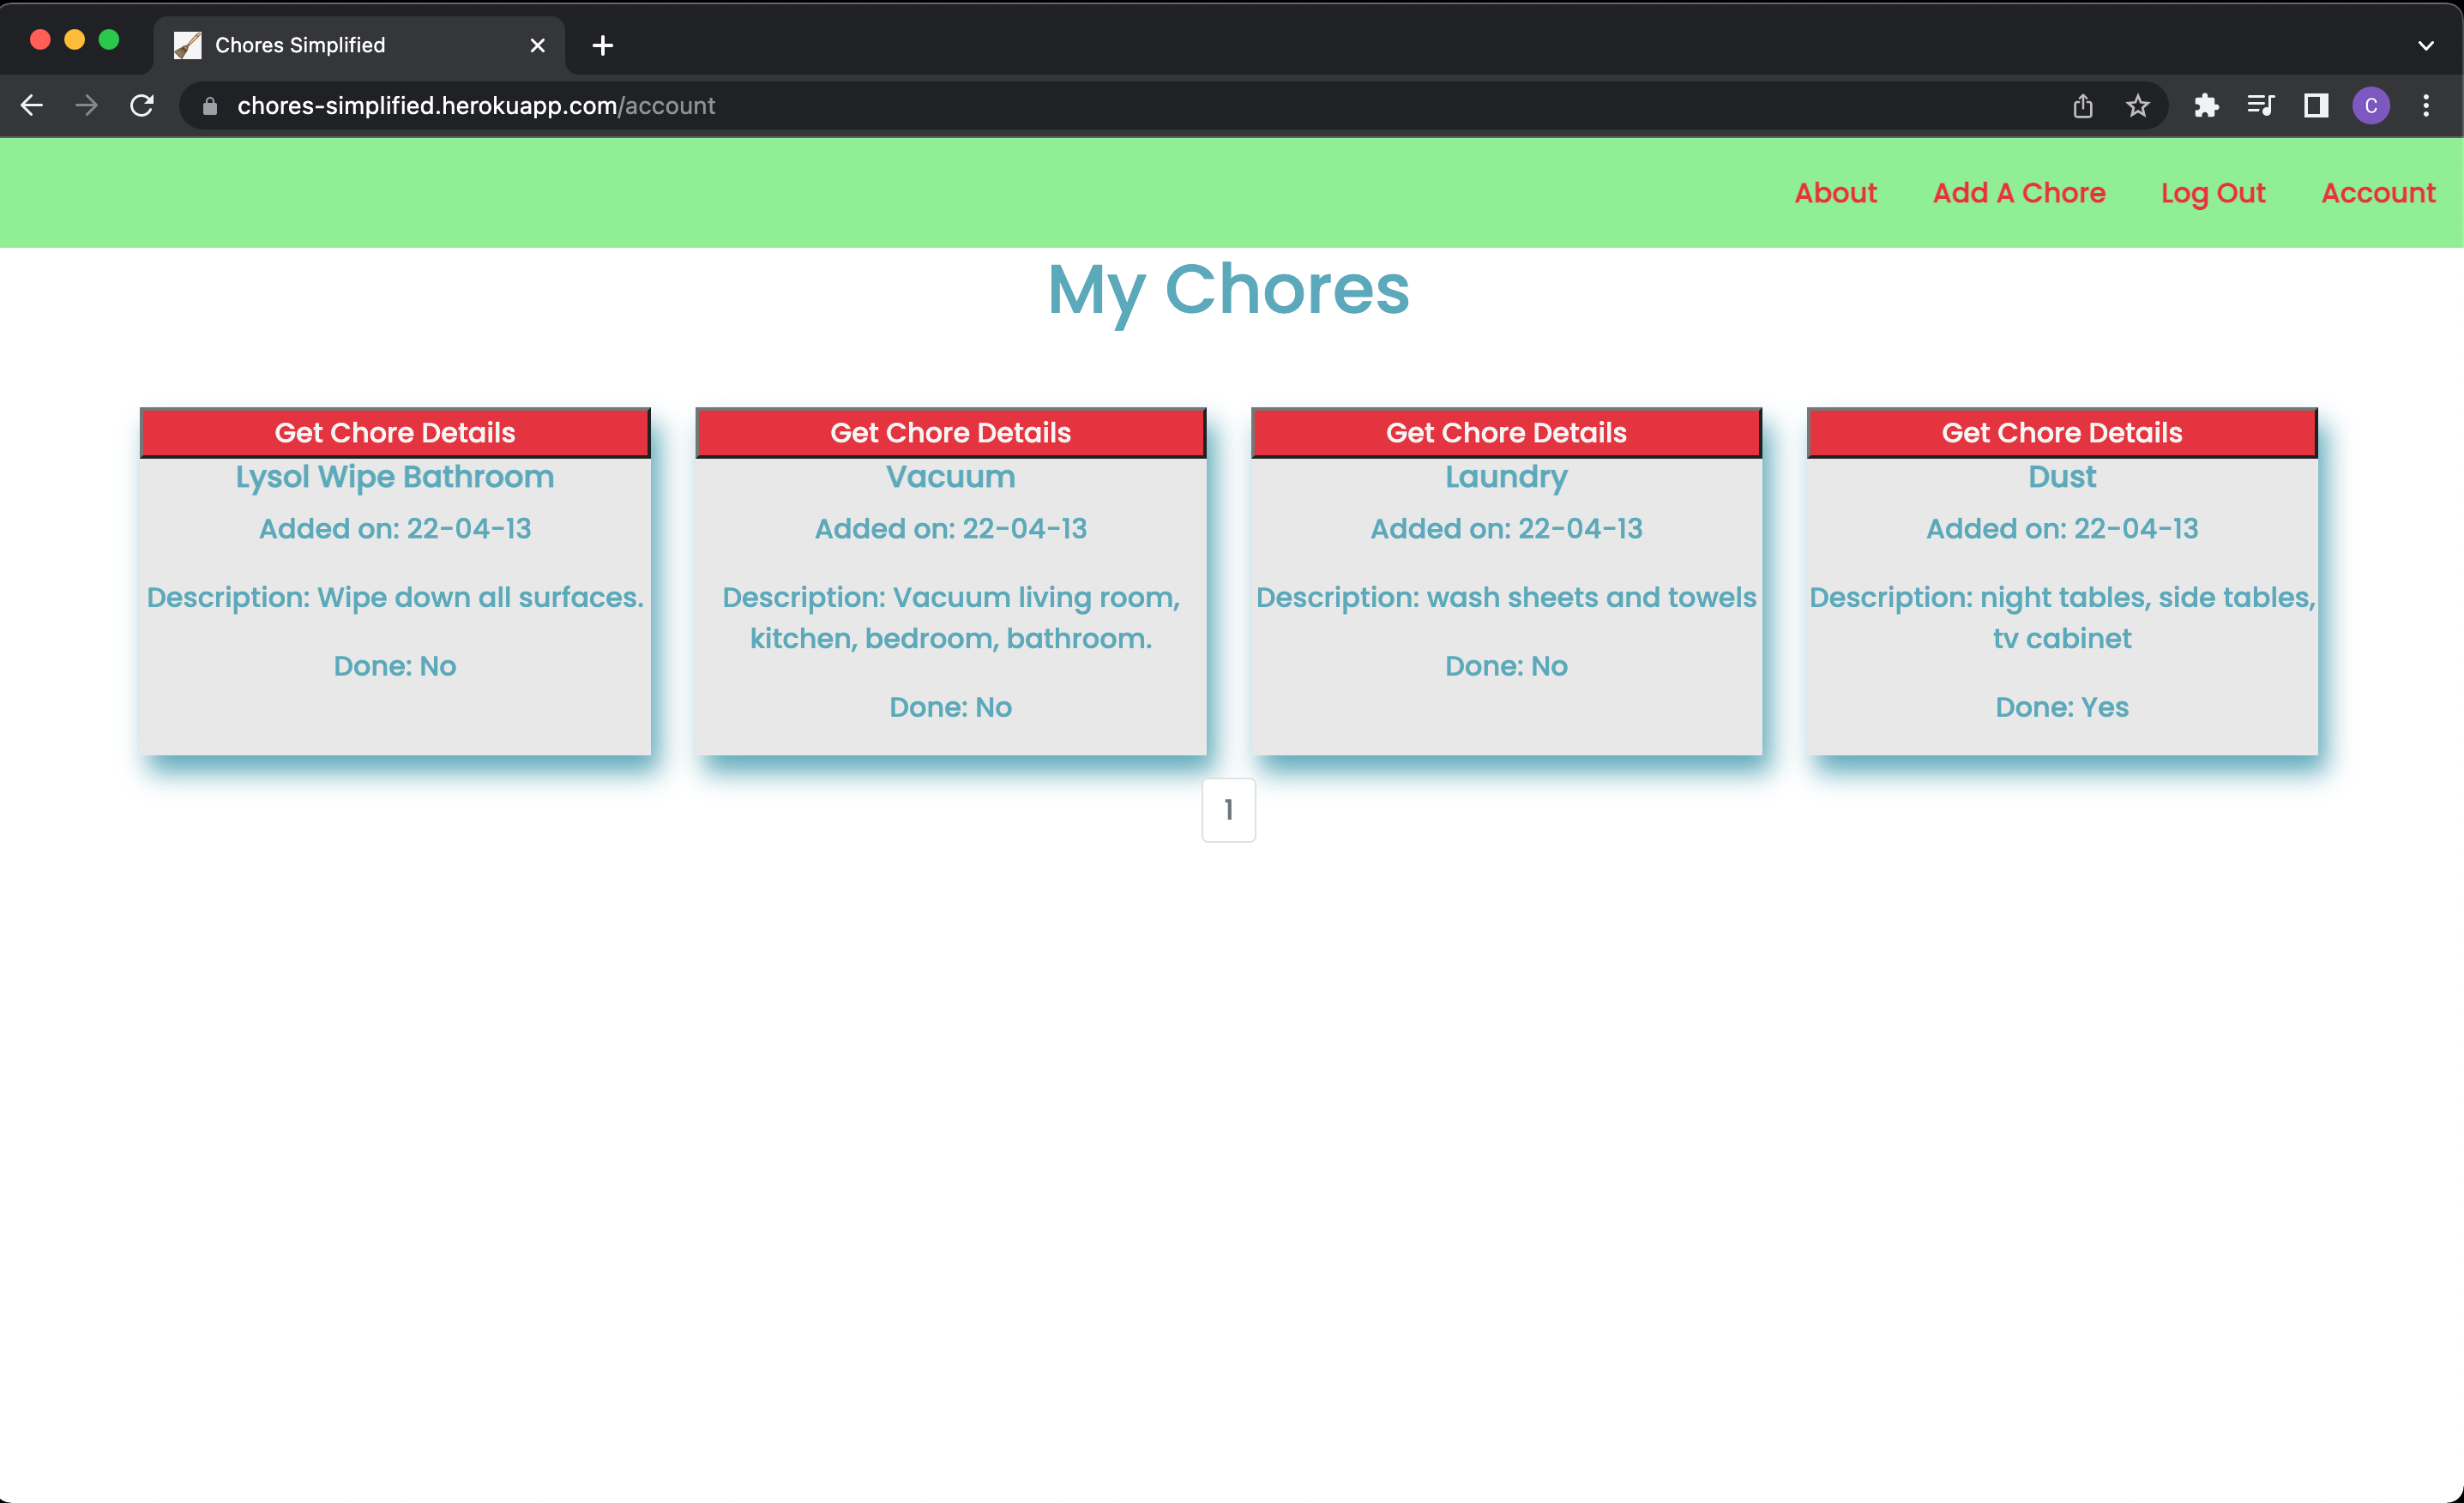 Chores Simplified
chores-simplified.herokuapp.com/account
C
About Add A Chore Log Out Account
My Chores
Get Chore Details
Lysol Wipe Bathroom
Added on: 22-04-13
Description: Wipe down all surfaces.
Done: No
Get Chore Details
Vacuum
Added on: 22-04-13
Description: Vacuum living room,
kitchen, bedroom, bathroom.
Done: No
Get Chore Details
Laundry
Added on: 22-04-13
Description: wash sheets and towels
Done: No
Get Chore Details
Dust
Added on: 22-04-13
Description: night tables, side tables,
tv cabinet
Done: Yes
1